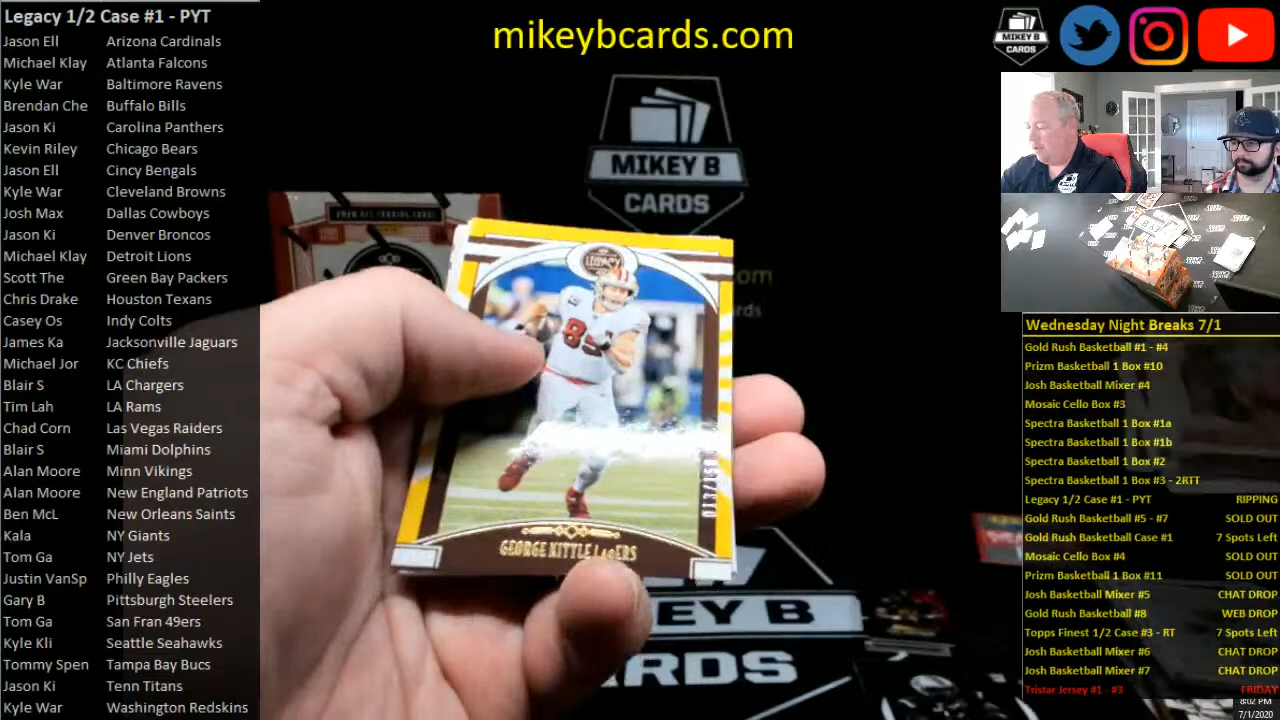 Legacy 1/2 Case #1 - PYT
Jason Ell Arizona Cardinals
Michael Klay Atlanta Falcons
Kyle War Baltimore Ravens
Brendan Che Buffalo Bills
Jason Ki Carolina Panthers
Kevin Riley Chicago Bears
Jason Ell Cincy Bengals
Kyle War Cleveland Browns
Josh Max Dallas Cowboys
Jason Ki Denver Broncos
Michael Klay Detroit Lions
Scott The Green Bay Packers
Chris Drake Houston Texans
Casey Os Indy Colts
James Ka Jacksonville Jaguars
Michael Jor KC Chiefs
Blair S LA Chargers
Tim Lah LA Rams
Chad Corn Las Vegas Raiders
Blair S Miami Dolphins
Alan Moore Minn Vikings
Alan Moore New England Patriots
Ben McL New Orleans Saints
Kala NY Giants
Tom Ga NY Jets
Justin VanSp Philly Eagles
Gary B Pittsburgh Steelers
Tom Ga San Fran 49ers
Kyle Kli Seattle Seahawks
Tommy Spen Tampa Bay Bucs
Jason Ki Tenn Titans
Kyle War Washington Redskins
mikeybcards.com
MIKEY B
CARDS
LEGACY
85
GEORGE KITTLE 49ERS
EY B
RDS
MIKEY B
CARDS
Wednesday Night Breaks 7/1
Gold Rush Basketball #1 - #4
Prizm Basketball 1 Box #10
Josh Basketball Mixer #4
Mosaic Cello Box #3
Spectra Basketball 1 Box #1a
Spectra Basketball 1 Box #1b
Spectra Basketball 1 Box #2
Spectra Basketball 1 Box #3 - 2RTT
Legacy 1/2 Case #1 - PYT RIPPING
Gold Rush Basketball #5 - #7 SOLD OUT
Gold Rush Basketball Case #1 7 Spots Left
Mosaic Cello Box #4 SOLD OUT
Prizm Basketball 1 Box #11 SOLD OUT
Josh Basketball Mixer #5 CHAT DROP
Gold Rush Basketball #8 WEB DROP
Topps Finest 1/2 Case #3 - RT 7 Spots Left
Josh Basketball Mixer #6 CHAT DROP
Josh Basketball Mixer #7 CHAT DROP
Tristar Jersey #1 - #3 FRIDAY
8:02 PM
7/1/2020